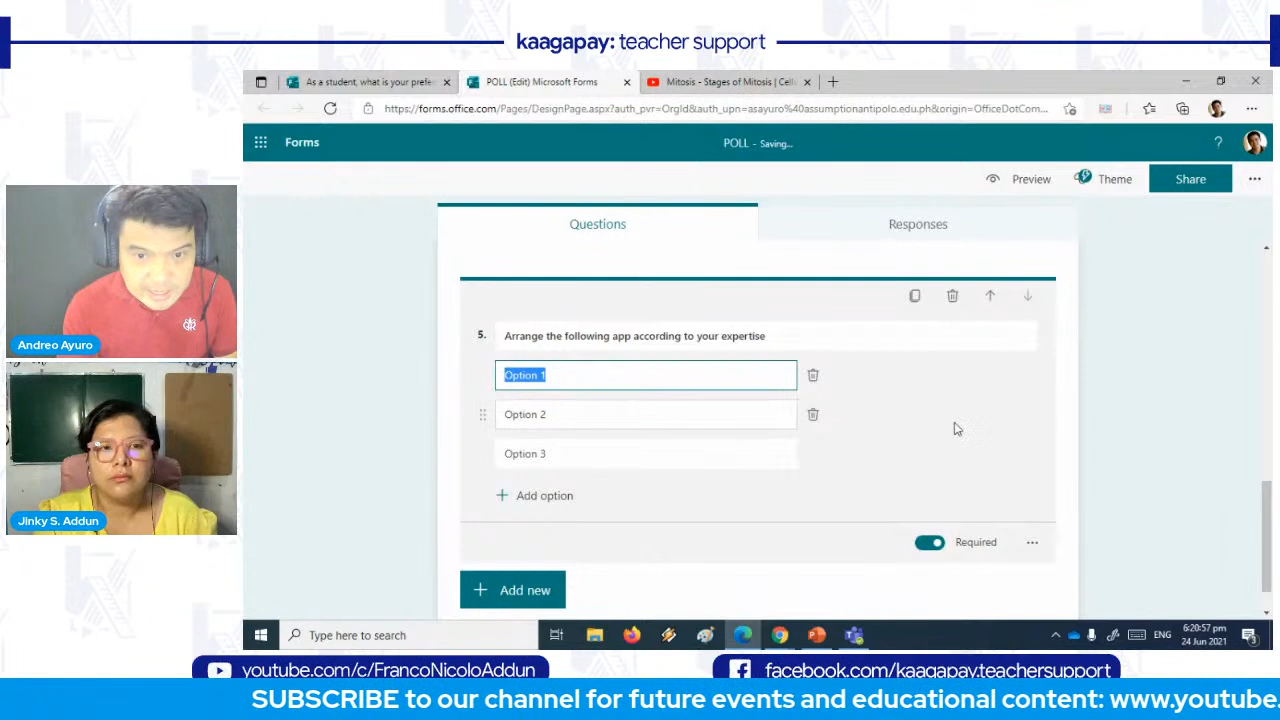 kaagapay: teacher support
As a student, what is your prefe
POLL (Edit) Microsoft Forms
Mitosis - Stages of Mitosis | Cell
https://forms.office.com/Pages/DesignPage.aspx?auth_pvr=OrgId&auth_upn=asayuro%40assumptionantipolo.edu.ph&origin=OfficeDotCom...
Forms
POLL - Saving...
?
Preview
Theme
Share
Questions
Responses
5. Arrange the following app according to your expertise
Option 1
Option 2
Option 3
Add option
Required
Add new
Andreo Ayuro
Jinky S. Addun
Type here to search
ENG
6:20:57 pm
24 Jun 2021
3
youtube.com/c/FrancoNicoloAddun
facebook.com/kaagapay.teachersupport
SUBSCRIBE to our channel for future events and educational content: www.youtube.